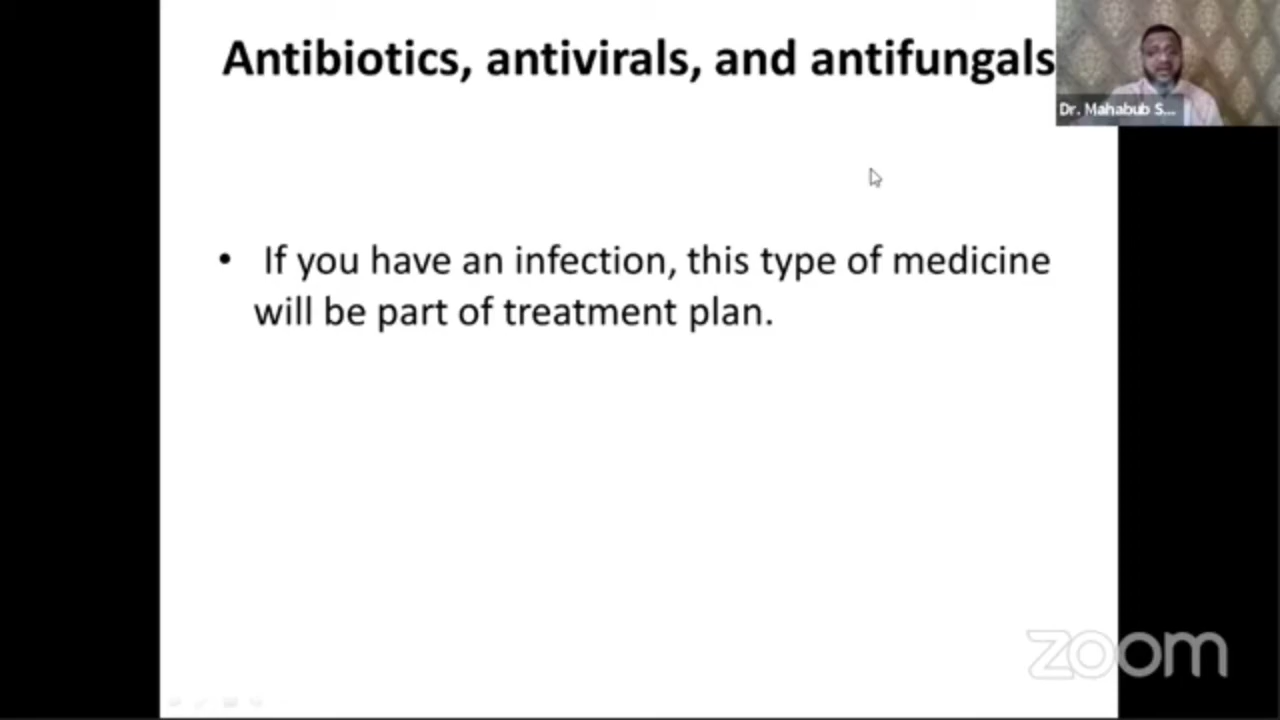 Antibiotics, antivirals, and antifungals
Dr. Mahabub S...
• If you have an infection, this type of medicine
will be part of treatment plan.
zoom